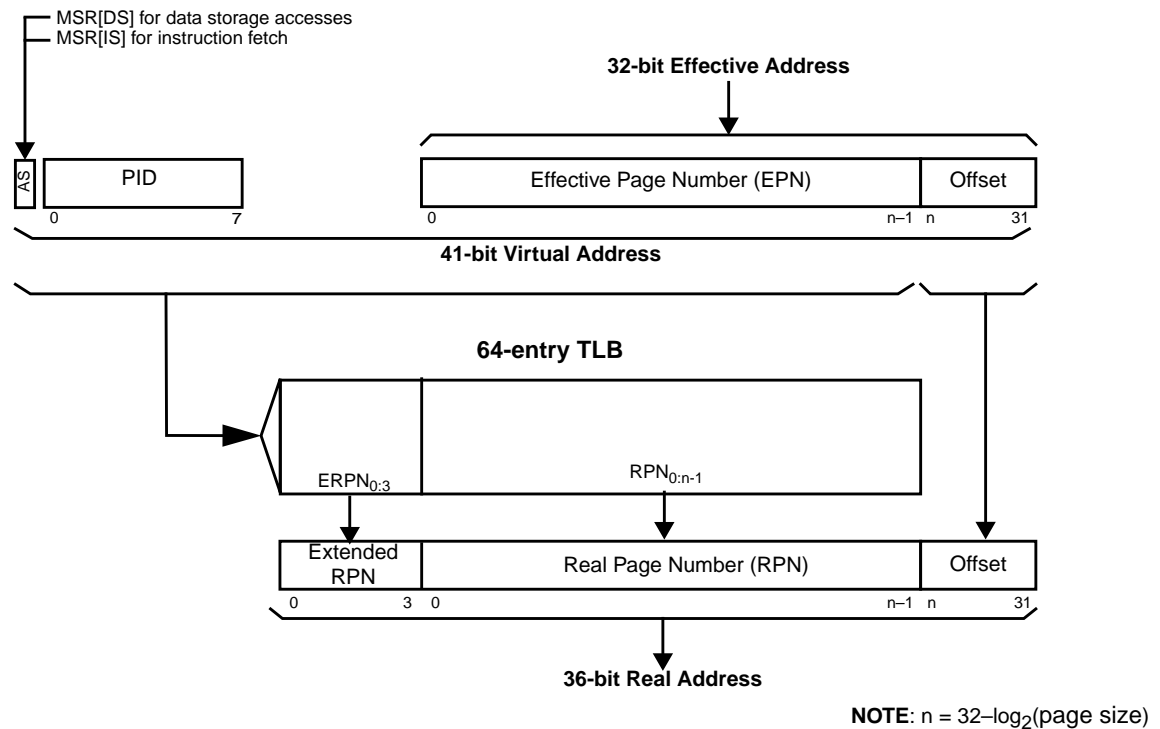 MSR[DS] for data storage accesses
MSR[IS] for instruction fetch
32-bit Effective Address
AS
PID
Effective Page Number (EPN)
Offset
0 7 0 n–1 n 31
41-bit Virtual Address
64-entry TLB
ERPN0:3
RPN0:n-1
Extended
RPN
Real Page Number (RPN)
Offset
0 3 0 n–1 n 31
36-bit Real Address
NOTE: n = 32–log2(page size)